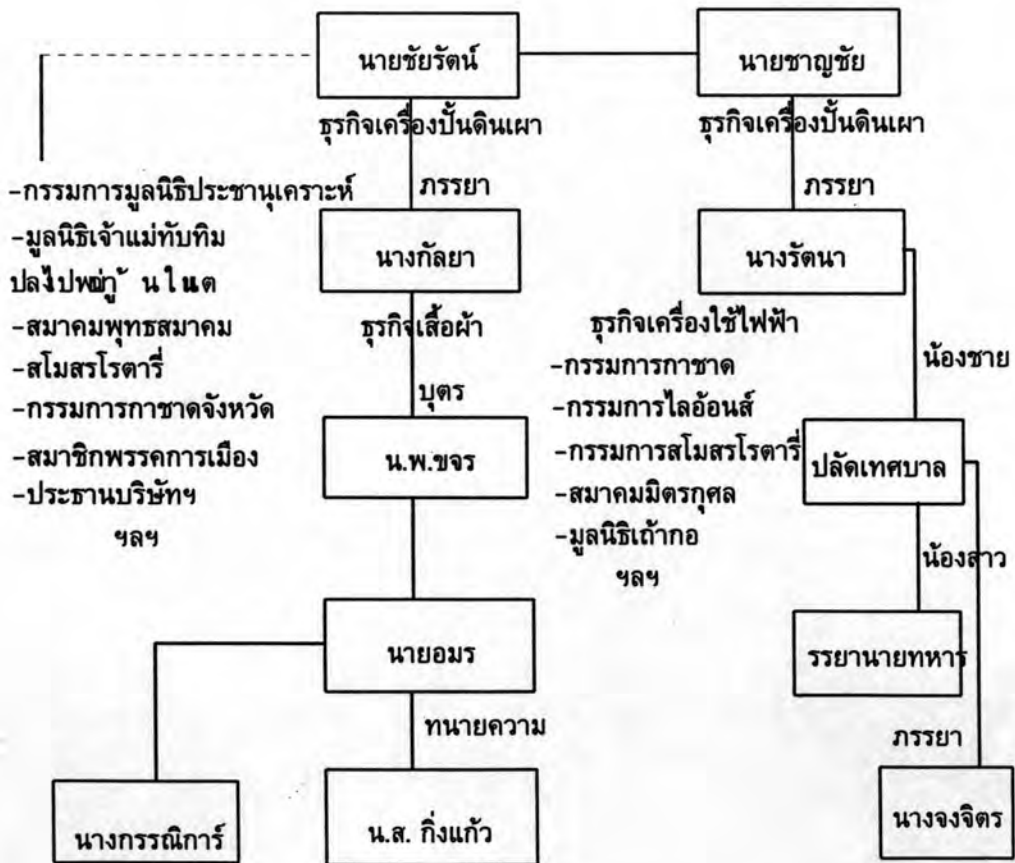 นายชัยรัตน์
นายชาญชัย
ธุรกิจเครื่องปั้นดินเผา
ธุรกิจเครื่องปั้นดินเผา
ภรรยา
ภรรยา
-กรรมการมูลนิธิประชานุเคราะห์
-มูลนิธิเจ้าแม่ทับทิม
-สมาคมพุทธสมาคม
-สโมสรโรตารี่
-กรรมการกาชาดจังหวัด
-สมาชิกพรรคการเมือง
-ประธานบริษัทฯ
ฯลฯ
นางกัลยา
นางรัตนา
ธุรกิจเสื้อผ้า
ธุรกิจเครื่องใช้ไฟฟ้า
-กรรมการกาชาด
-กรรมการไลอ้อนส์
-กรรมการสโมสรโรตารี่
-สมาคมมิตรกุศล
-มูลนิธิเถ้ากอ
ฯลฯ
น้องชาย
บุตร
น.พ.ขจร
ปลัดเทศบาล
น้องสาว
นายอมร
รรยานายทหาร
ทนายความ
ภรรยา
นางกรรณิการ์
น.ส. กิ่งแก้ว
นางจงจิตร